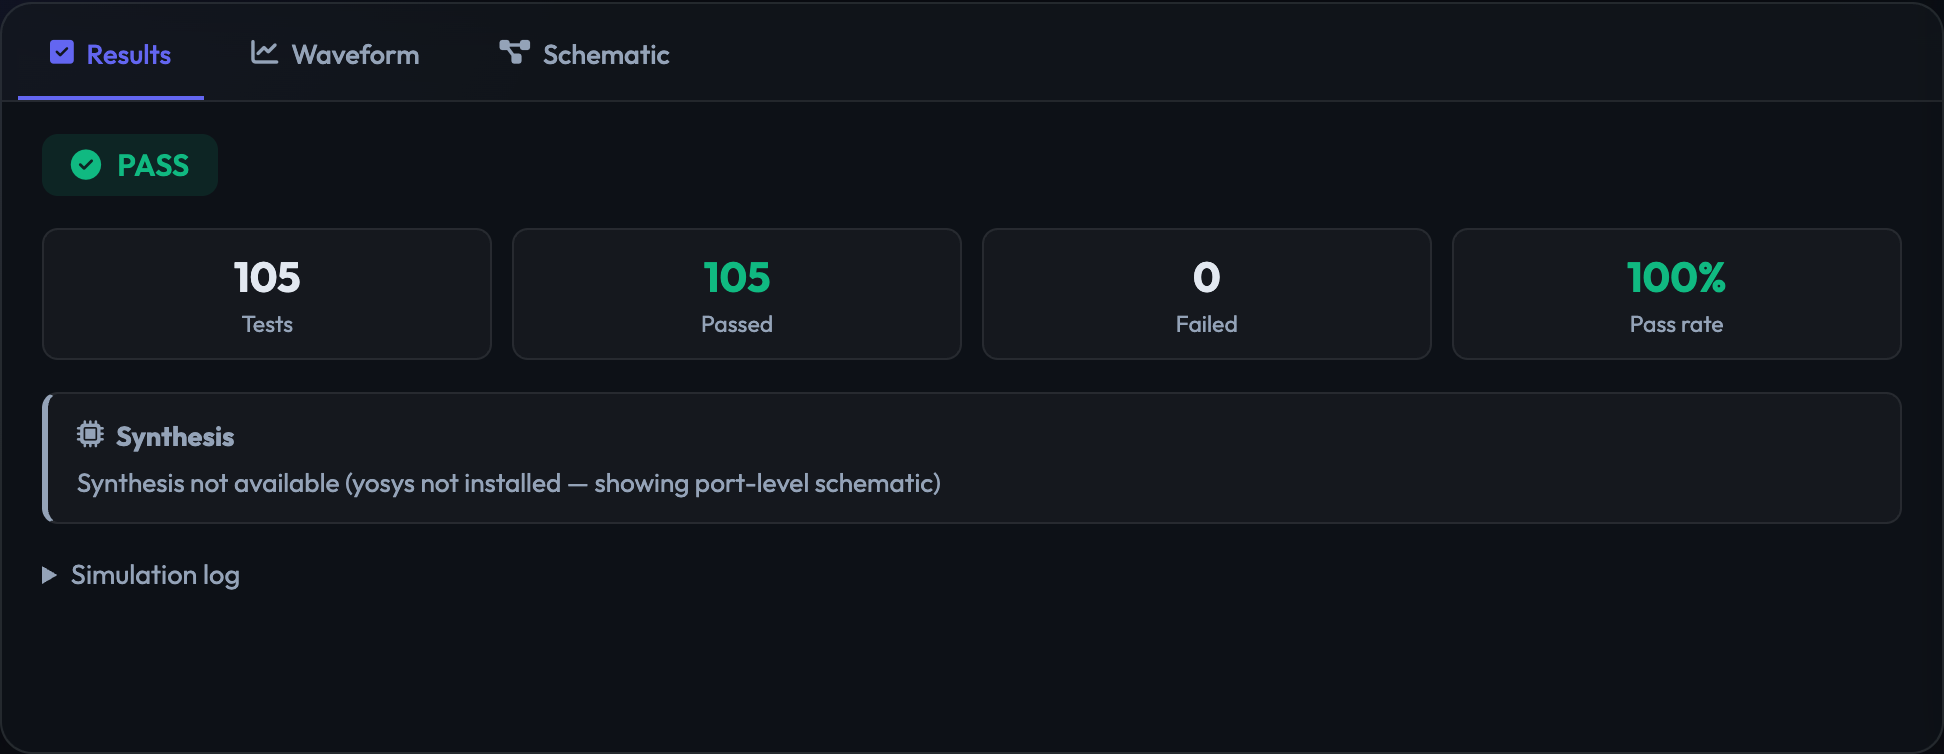 Results
Waveform
Schematic
PASS
105
Tests
105
Passed
0
Failed
100%
Pass rate
Synthesis
Synthesis not available (yosys not installed — showing port-level schematic)
Simulation log